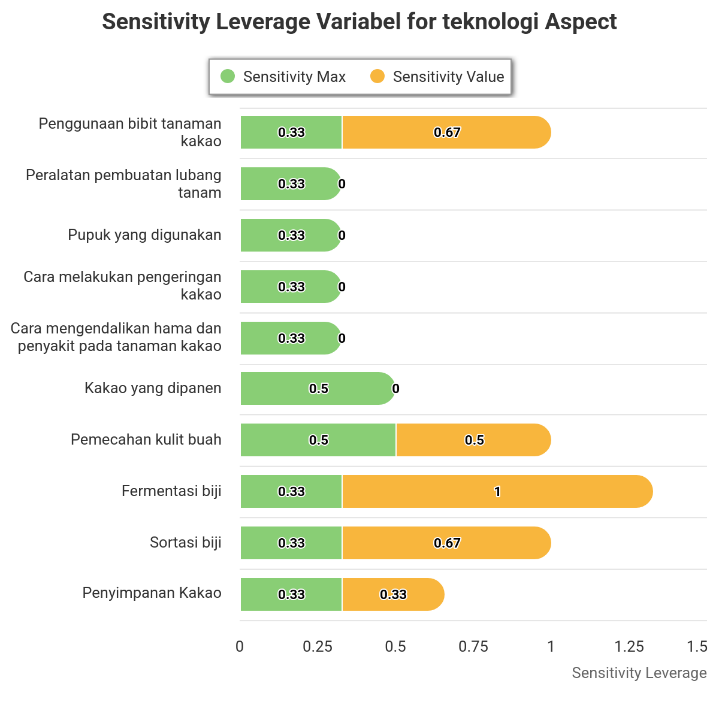 Sensitivity Leverage Variabel for teknologi Aspect
Sensitivity Max Sensitivity Value
Penggunaan bibit tanaman
kakao
0.33 0.67
Peralatan pembuatan lubang
tanam
0.33 0
Pupuk yang digunakan 0.33 0
Cara melakukan pengeringan
kakao
0.33 0
Cara mengendalikan hama dan
penyakit pada tanaman kakao
0.33 0
Kakao yang dipanen 0.5 0
Pemecahan kulit buah 0.5 0.5
Fermentasi biji 0.33 1
Sortasi biji 0.33 0.67
Penyimpanan Kakao 0.33 0.33
0 0.25 0.5 0.75 1 1.25 1.5
Sensitivity Leverage